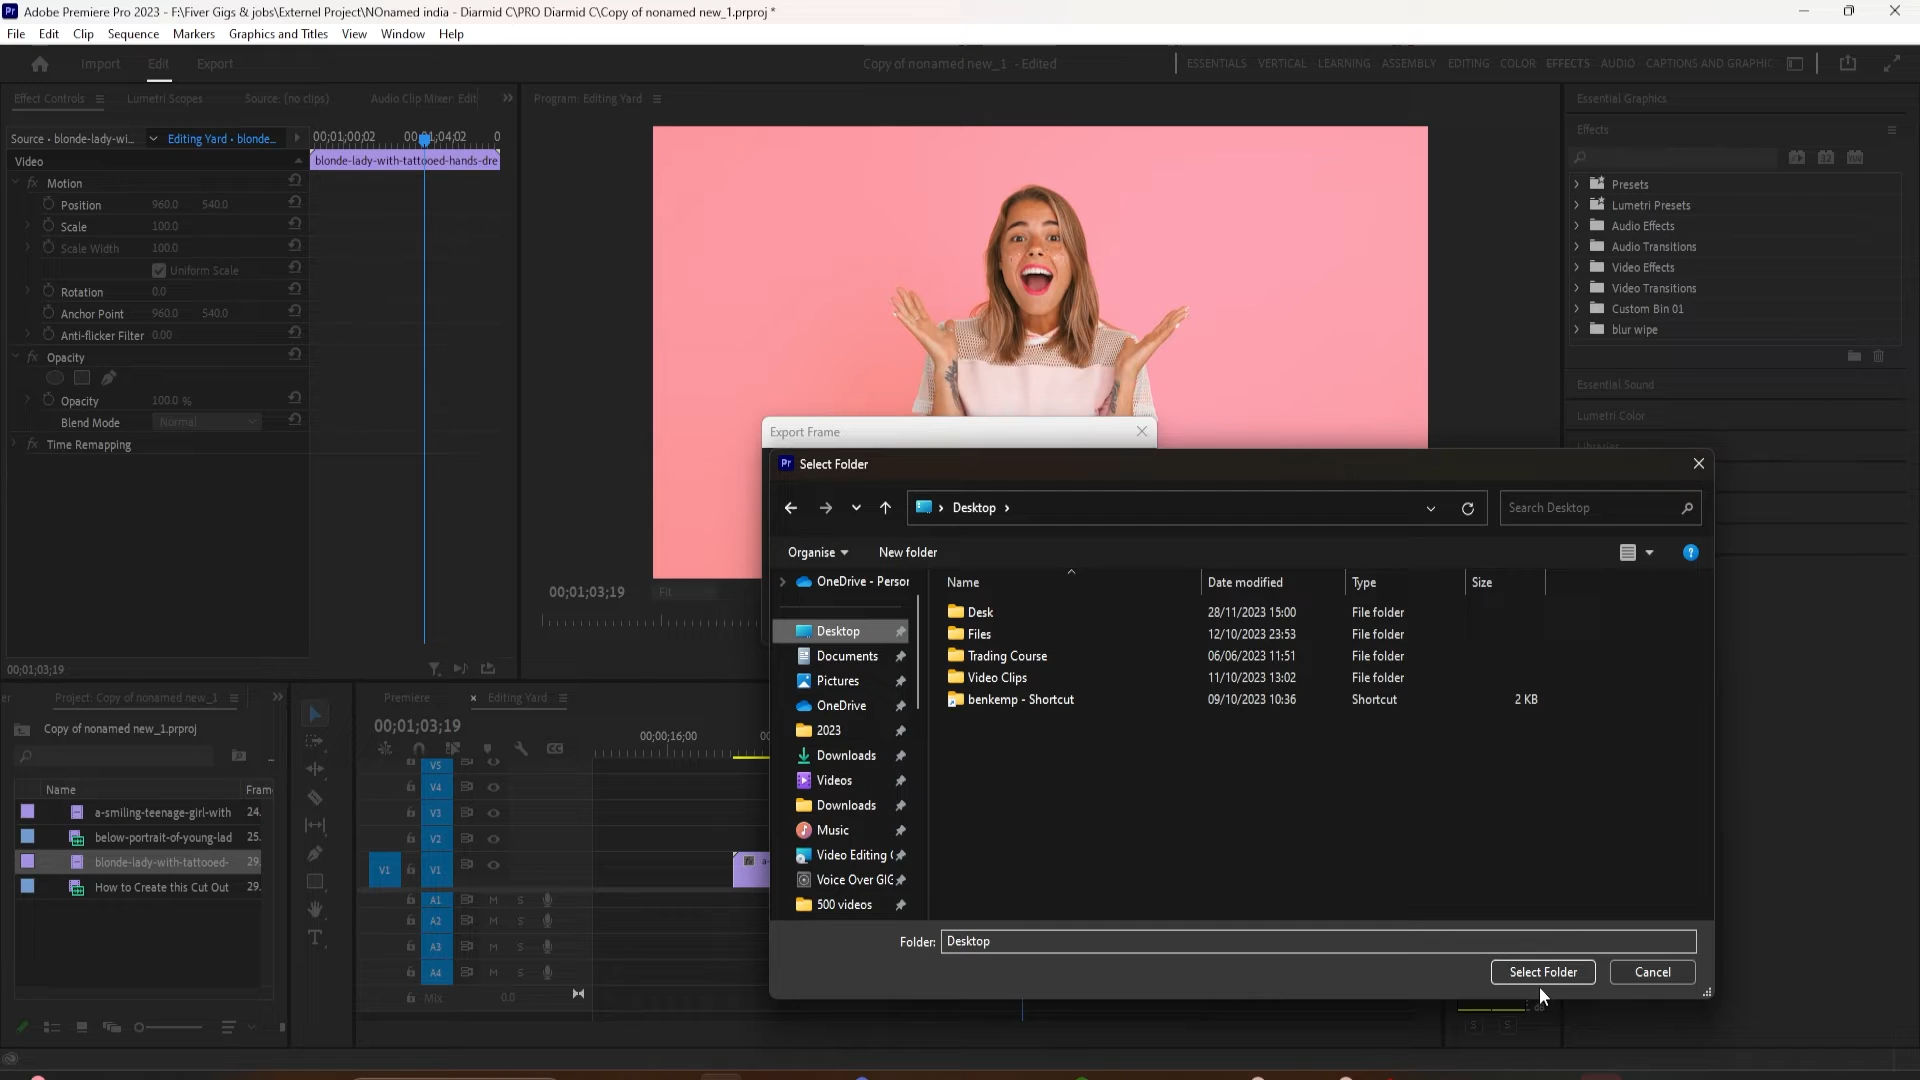 Adobe Premiere Pro 2023 - F:\Fiver Gigs & jobs\Externel Project\NOnamed india - Diarmid C\PRO Diarmid C\Copy of nonamed new_1.prproj *
File Edit Clip Sequence Markers Graphics and Titles View Window Help
Import Edit Export
Copy of nonamed new_1 - Edited
ESSENTIALS VERTICAL LEARNING ASSEMBLY EDITING COLOR EFFECTS AUDIO CAPTIONS AND GRAPHIC
Effect Controls Lumetri Scopes Source: (no clips) Audio Clip Mixer: Edit
Program: Editing Yard
Essential Graphics
Effects
Source • blonde-lady-wi... Editing Yard • blonde...
00;01;00;02 00;01;04;02 0
Video
blonde-lady-with-tattooed-hands-dre
Motion
Position 960.0 540.0
Scale 100.0
Scale Width 100.0
Uniform Scale
Rotation 0.0
Anchor Point 960.0 540.0
Anti-flicker Filter 0.00
Opacity
Opacity 100.0 %
Blend Mode Normal
Time Remapping
00;01;03;19
Presets
Lumetri Presets
Audio Effects
Audio Transitions
Video Effects
Video Transitions
Custom Bin 01
blur wipe
Essential Sound
Lumetri Color
00;01;03;19 Fit
Export Frame
Pr Select Folder
Desktop
Search Desktop
Organise New folder
Name Date modified Type Size
OneDrive - Persor
Desktop
Documents
Pictures
OneDrive
2023
Downloads
Videos
Downloads
Music
Video Editing (
Voice Over GIG
500 videos
Desk 28/11/2023 15:00 File folder
Files 12/10/2023 23:53 File folder
Trading Course 06/06/2023 11:51 File folder
Video Clips 11/10/2023 13:02 File folder
benkemp - Shortcut 09/10/2023 10:36 Shortcut 2 KB
Folder: Desktop
Select Folder Cancel
Project: Copy of nonamed new_1
Copy of nonamed new_1.prproj
Name Fram
a-smiling-teenage-girl-with 24.
below-portrait-of-young-lad 25.
blonde-lady-with-tattooed- 29.
How to Create this Cut Out 29.
Premiere × Editing Yard
00;01;03;19
00;00;16;00
V5
V4
V3
V2
V1 V1
A1 M S
A2 M S
A3 M S
A4 M S
Mix 0.0
S S